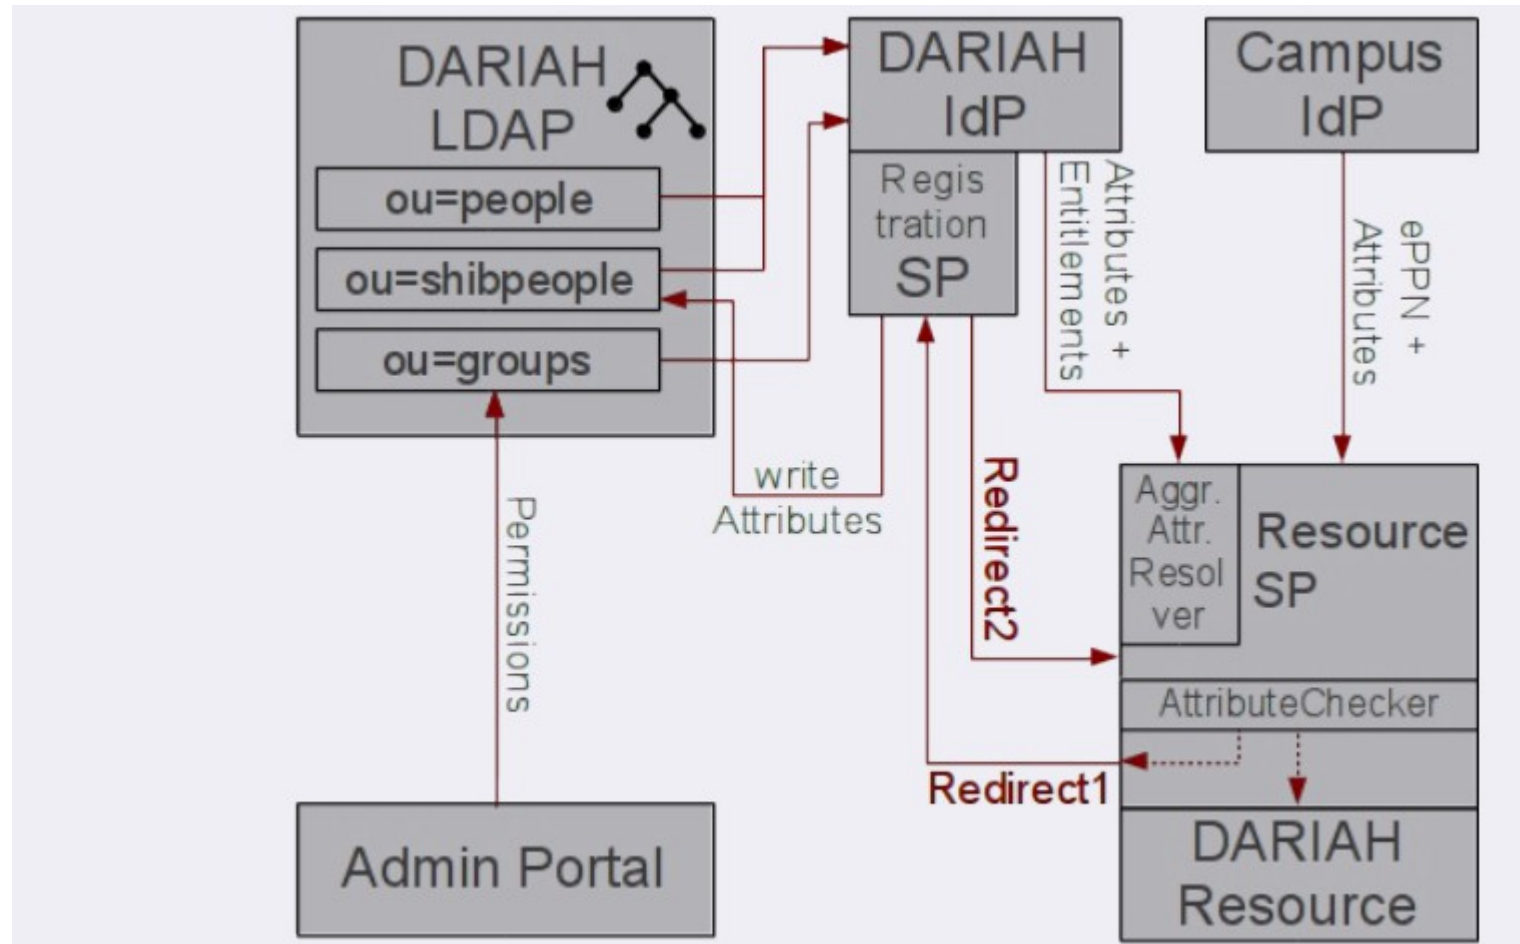 DARIAH
LDAP
ou=people
ou=shibpeople
ou=groups
DARIAH
IdP
Regis
tration
SP
Campus
IdP
Attributes +
Entitlements
ePPN +
Attributes
write
Attributes
Permissions
Redirect2
Aggr.
Attr.
Resol
ver
Resource
SP
AttributeChecker
Redirect1
Admin Portal
DARIAH
Resource